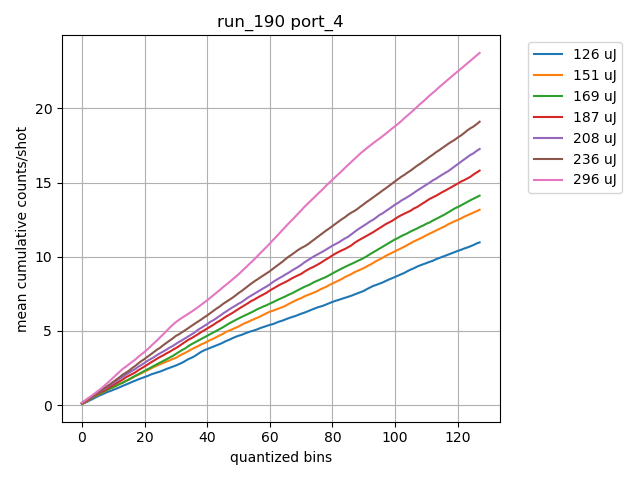 run_190 port_4
mean cumulative counts/shot
20
15
10
5
0
0 20 40 60 80 100 120
quantized bins
126 uJ
151 uJ
169 uJ
187 uJ
208 uJ
236 uJ
296 uJ